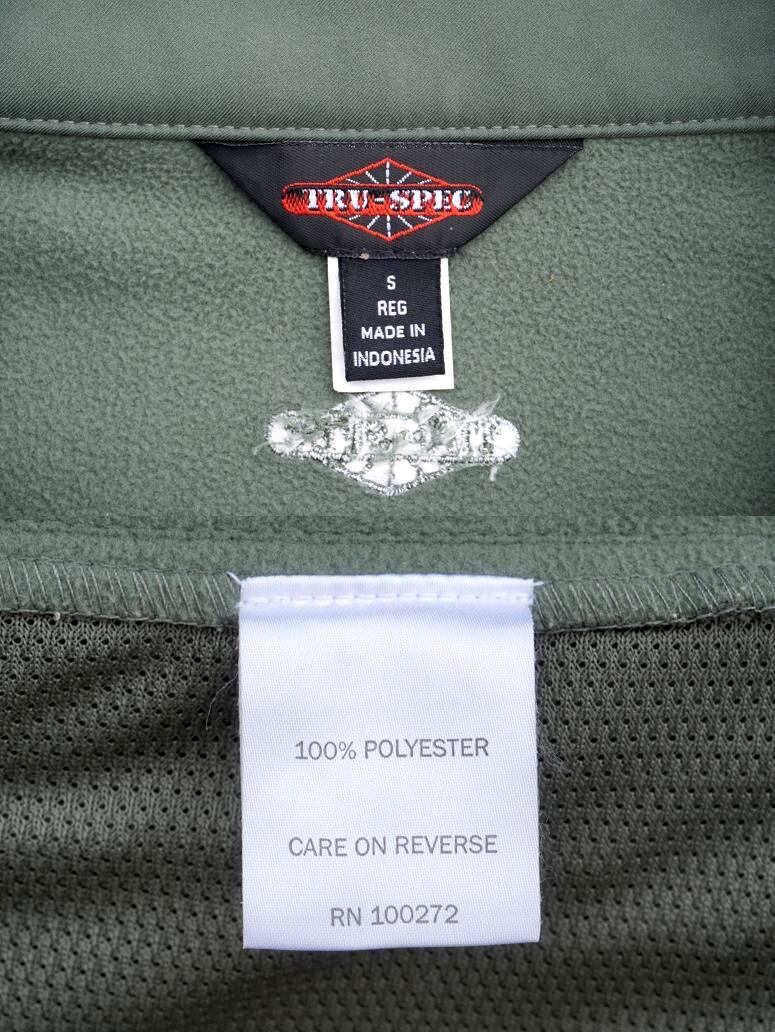 TRU-SPEC
S
REG
MADE IN
INDONESIA
100% POLYESTER
CARE ON REVERSE
RN 100272